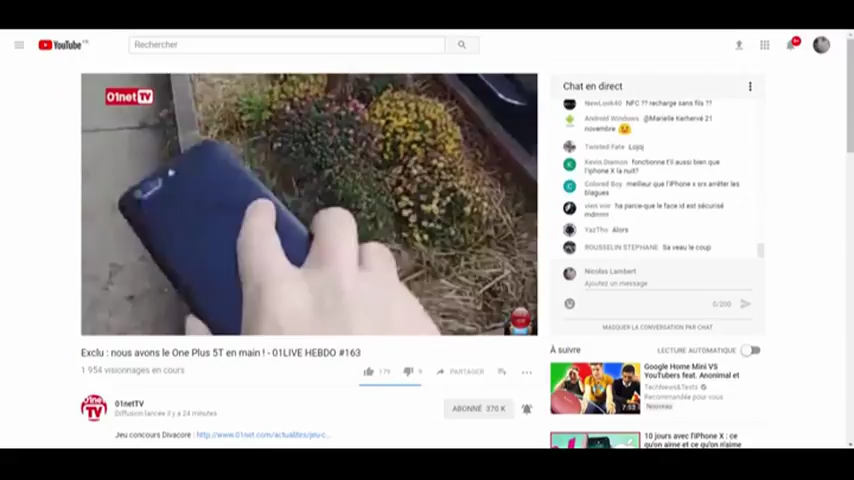 YouTube FR
Rechercher
9+
01net TV
Chat en direct
NewLook40 NFC ?? recharge sans fils ??
Android Windows @Marielle Kerhervé 21
novembre
Twisted Fate Lojoj
Kevin Damon fonctionne t'il aussi bien que
l'iphone X la nuit?
Colored Boy meilleur que l'iPhone x srx arrêter les
blagues
vien voir ha parce-que le face id est sécurisé
mdrrrrr
YazTho Alors
ROUSSELIN STEPHANE Sa veau le coup
Nicolas Lambert
Ajoutez un message...
0/200
MASQUER LA CONVERSATION PAR CHAT
Exclu : nous avons le One Plus 5T en main ! - 01LIVE HEBDO #163
1 954 visionnages en cours
179
PARTAGER
01netTV
Diffusion lancée il y a 24 minutes
ABONNÉ 370 K
Jeu concours Divacore : http://www.01net.com/actualites/jeu-c...
À suivre
LECTURE AUTOMATIQUE
Google Home Mini VS
YouTubers feat. Anonimal et
TechNews&Tests
Recommandée pour vous
Nouveau
7:53
10 jours avec l'iPhone X : ce
qu'on aime et ce qu'on n'aime